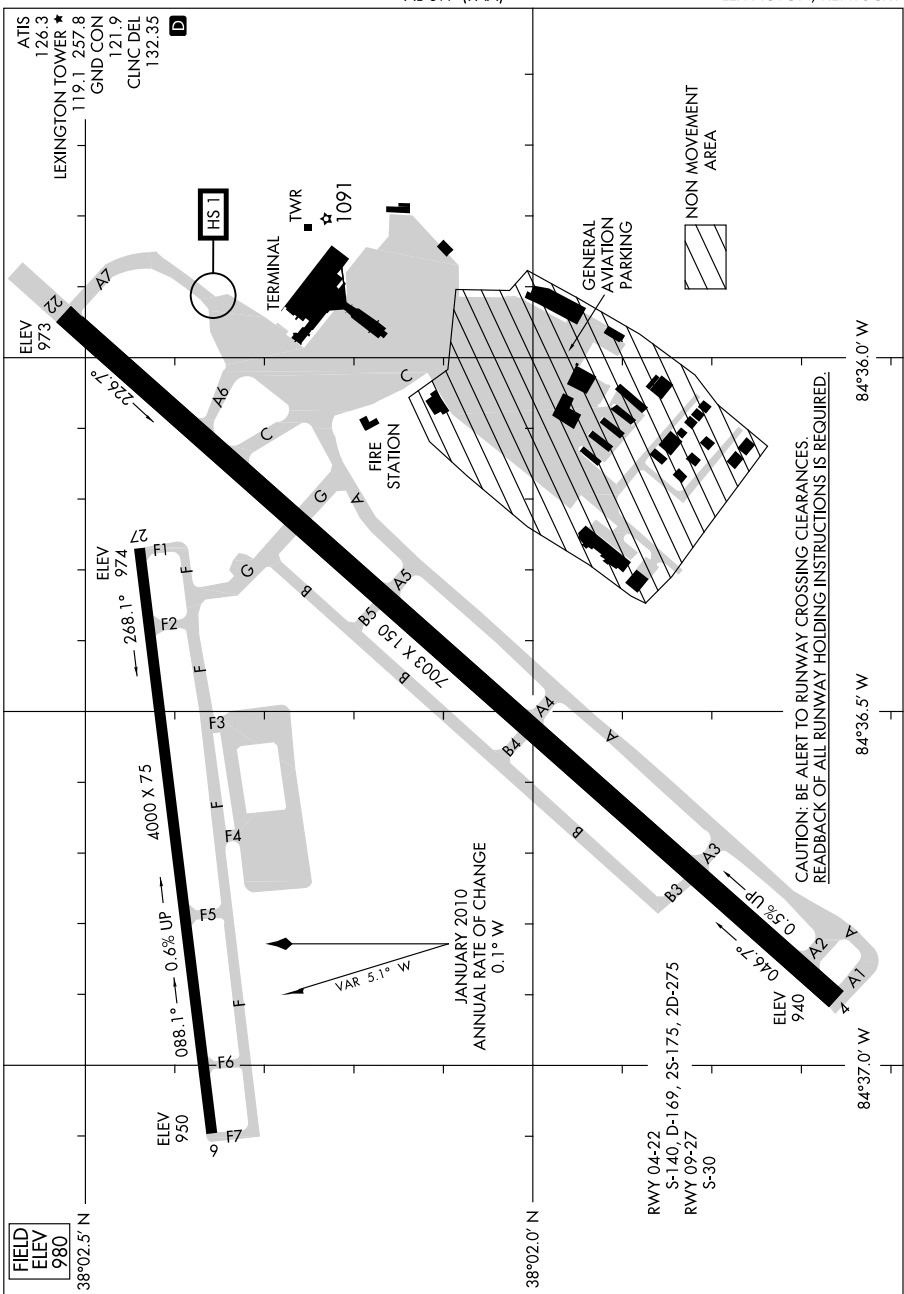 ATIS
126.3
LEXINGTON TOWER ★
119.1 257.8
GND CON
121.9
CLNC DEL
132.35
D
FIELD
ELEV
980
38°02.5' N
38°02.0' N
84°36.0' W
84°36.5' W
84°37.0' W
HS 1
TWR
1091
TERMINAL
A7
22
ELEV
973
226.7°
A6
C
C
FIRE
STATION
GENERAL
AVIATION
PARKING
NON MOVEMENT
AREA
G
G
A
A5
B5
B
B
B
7003 X 150
B4
A4
A
B3
A3
0.5% UP
046.7°
A2
A
A1
4
ELEV
940
27
ELEV
974
F1
F
268.1°
F2
F
F3
4000 X 75
F
F4
0.6% UP
F5
088.1°
F
F6
F7
ELEV
950
9
VAR 5.1° W
JANUARY 2010
ANNUAL RATE OF CHANGE
0.1° W
RWY 04-22
S-140, D-169, 2S-175, 2D-275
RWY 09-27
S-30
CAUTION: BE ALERT TO RUNWAY CROSSING CLEARANCES.
READBACK OF ALL RUNWAY HOLDING INSTRUCTIONS IS REQUIRED.